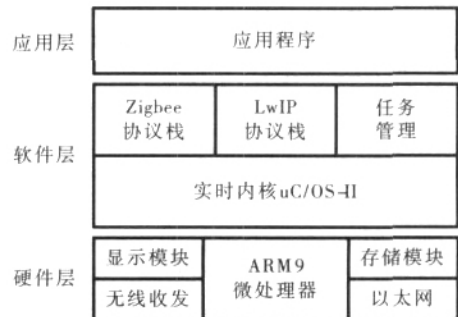 应用层
应用程序
Zigbee
协议栈
LwIP
协议栈
任务
管理
软件层
实时内核uC/OS-II
硬件层
显示模块
无线收发
ARM9
微处理器
存储模块
以太网